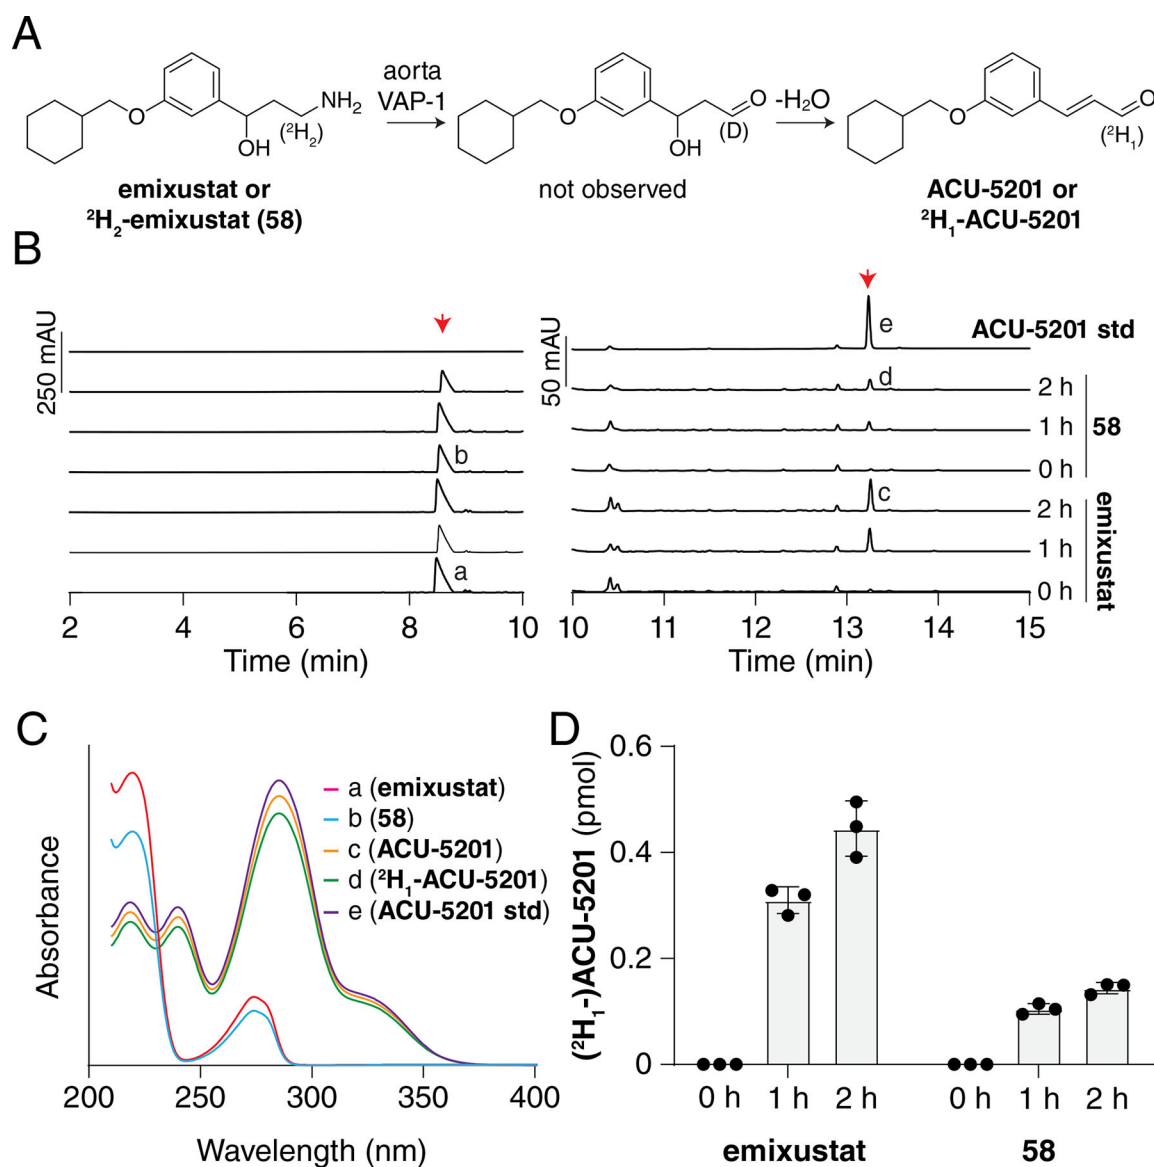 A
NH₂
OH
(²H₂)
O
emixustat or
²H₂-emixustat (58)
aorta
VAP-1
O
O
(D)
OH
not observed
-H₂O
O
O
(²H₁)
ACU-5201 or
²H₁-ACU-5201
B
250 mAU
b
a
2 4 6 8 10
Time (min)
50 mAU
e
ACU-5201 std
d
2 h
1 h
58
0 h
c
2 h
1 h
0 h
emixustat
10 11 12 13 14 15
Time (min)
C
Absorbance
a (emixustat)
b (58)
c (ACU-5201)
d (²H₁-ACU-5201)
e (ACU-5201 std)
200 250 300 350 400
Wavelength (nm)
D
(²H₁-)ACU-5201 (pmol)
0.6
0.4
0.2
0
0 h 1 h 2 h 0 h 1 h 2 h
emixustat 58